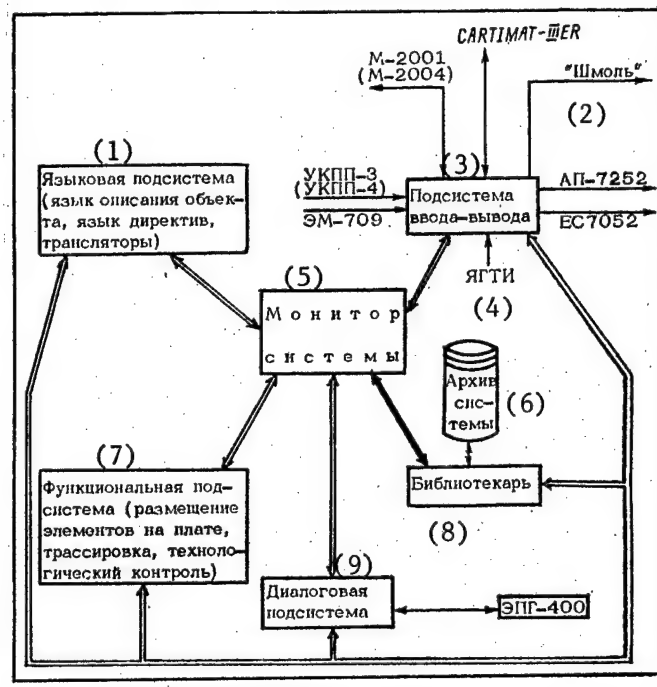 CARTIMAT-IIIER
М-2001
(М-2004)
"Шмоль"
(2)
(1)
(3)
Языковая подсистема
(язык описания объек-
та, язык директив,
трансляторы)
УКПП-3
(УКПП-4)
ЭМ-709
Подсистема
ввода-вывода
АП-7252
ЕС7052
ЯГТИ
(4)
(5)
Монитор
системы
Архив
сис-
темы
(6)
(7)
Функциональная под-
система (размещение
элементов на плате,
трассировка, техноло-
гический контроль)
Библиотекарь
(8)
(9)
Диалоговая
подсистема
ЭПГ-400